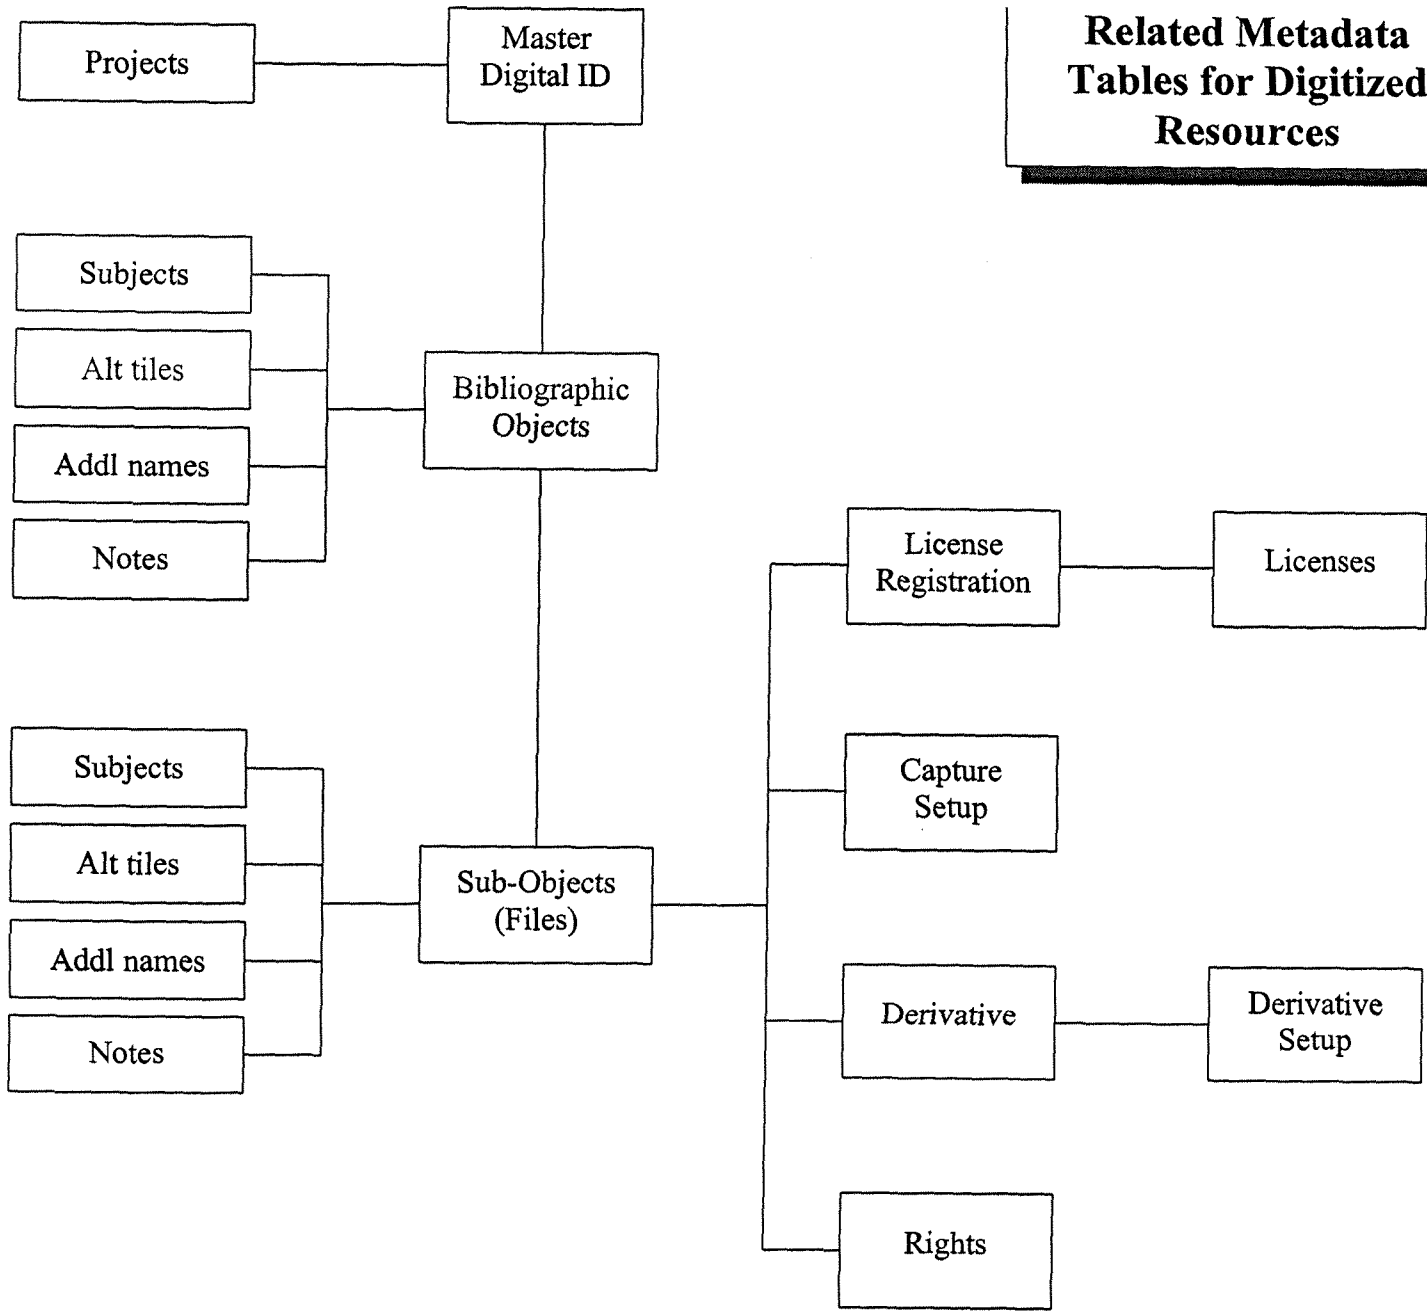 Related Metadata
Tables for Digitized
Resources
Projects
Master
Digital ID
Subjects
Alt tiles
Addl names
Notes
Bibliographic
Objects
License
Registration
Licenses
Capture
Setup
Subjects
Alt tiles
Addl names
Notes
Sub-Objects
(Files)
Derivative
Derivative
Setup
Rights